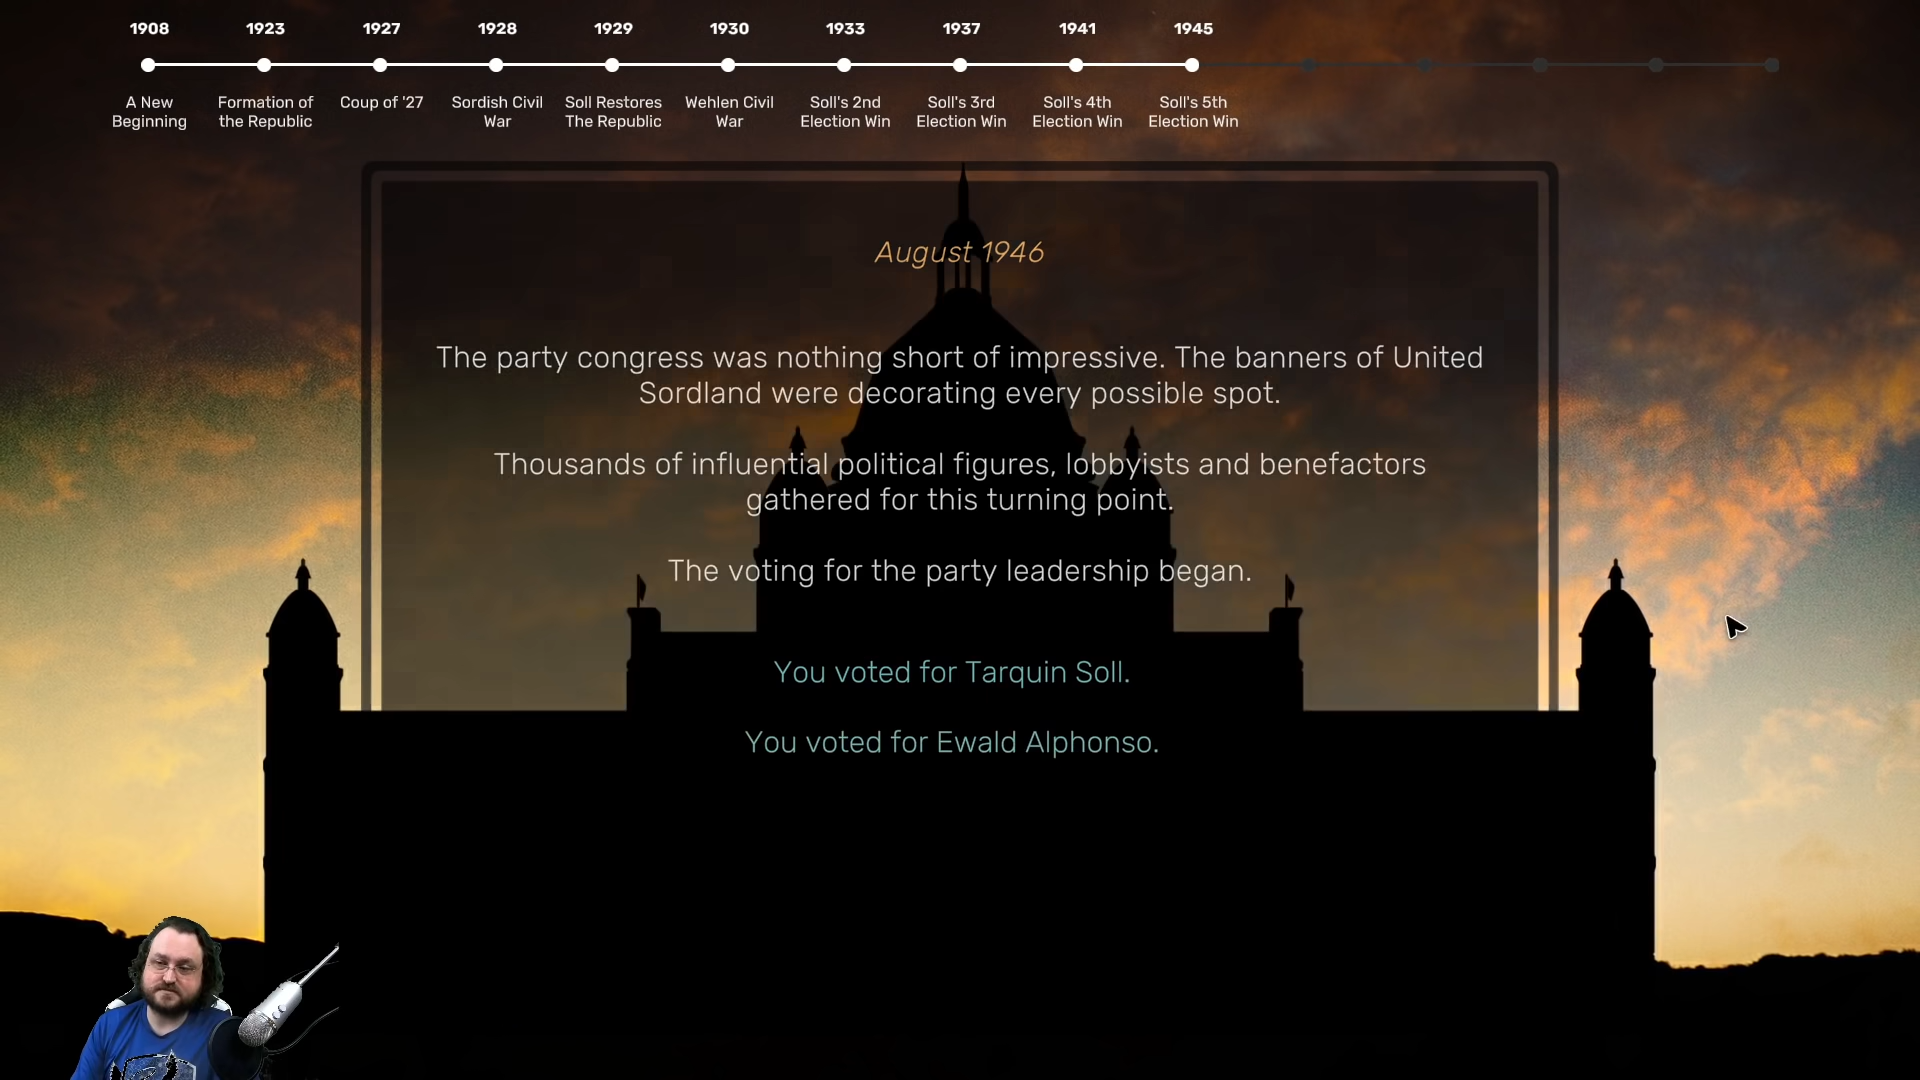 1908 1923 1927 1928 1929 1930 1933 1937 1941 1945
A New Beginning
Formation of the Republic
Coup of '27
Sordish Civil War
Soll Restores The Republic
Wehlen Civil War
Soll's 2nd Election Win
Soll's 3rd Election Win
Soll's 4th Election Win
Soll's 5th Election Win
August 1946
The party congress was nothing short of impressive. The banners of United
Sordland were decorating every possible spot.
Thousands of influential political figures, lobbyists and benefactors
gathered for this turning point.
The voting for the party leadership began.
You voted for Tarquin Soll.
You voted for Ewald Alphonso.